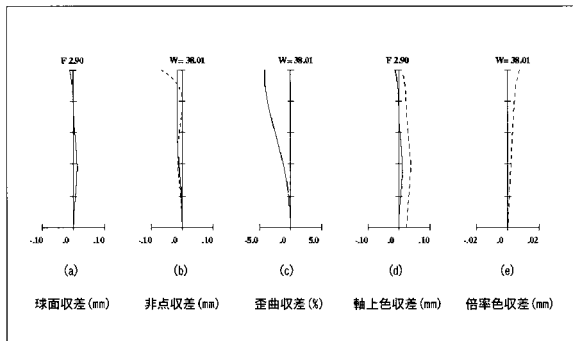 F 2.90 W= 38.01 W= 38.01 F 2.90 W= 38.01
-.10 .0 .10 -.10 .0 .10 -5.0 .0 5.0 -.10 .0 .10 -.02 .0 .02
(a) (b) (c) (d) (e)
球面収差(mm) 非点収差(mm) 歪曲収差(%) 軸上色収差(mm) 倍率色収差(mm)